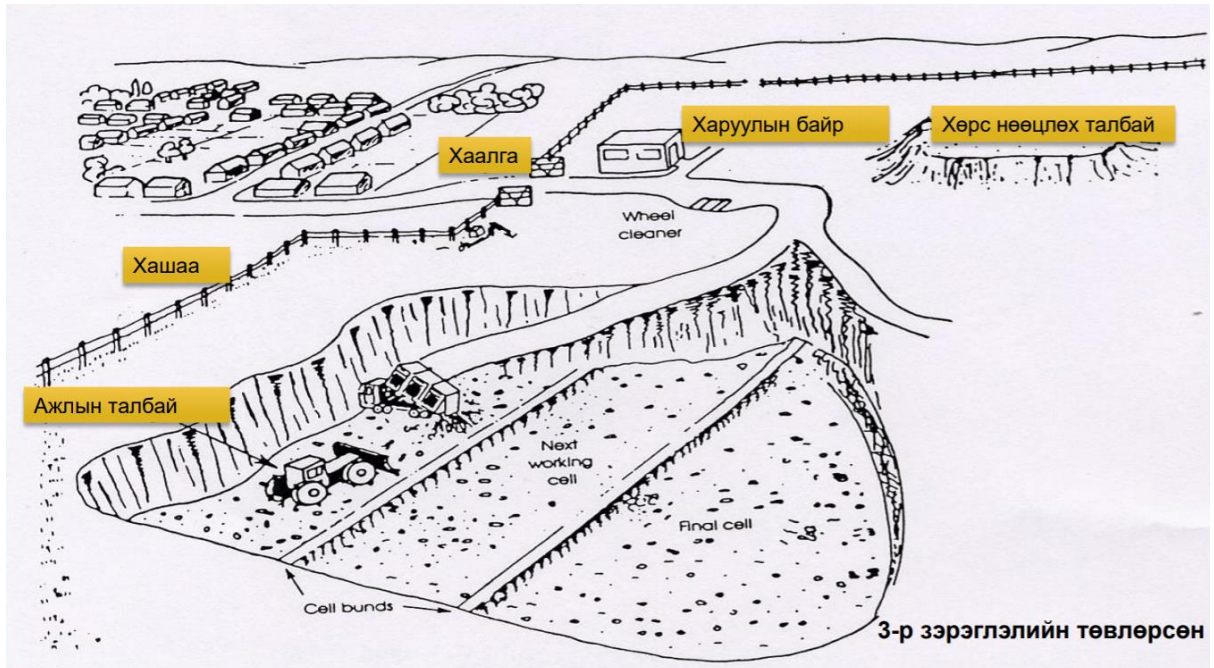 Харуулын байр
Хөрс нөөцлөх талбай
Хаалга
Wheel
cleaner
Хашаа
Ажлын талбай
Next
working
cell
Final cell
Cell bunds
3-р зэрэглэлийн төвлөрсөн